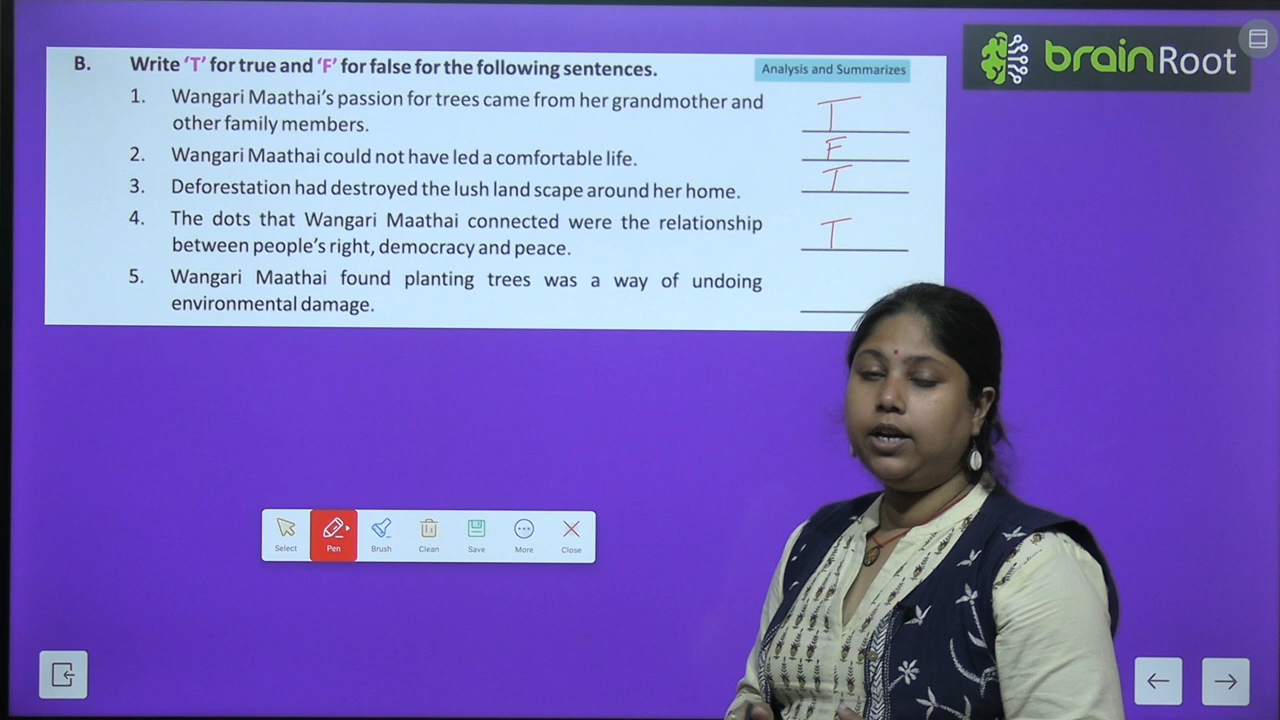 B. Write ‘T’ for true and ‘F’ for false for the following sentences.
Analysis and Summarizes
brainRoot
1. Wangari Maathai’s passion for trees came from her grandmother and
other family members. T
2. Wangari Maathai could not have led a comfortable life. F
3. Deforestation had destroyed the lush land scape around her home. T
4. The dots that Wangari Maathai connected were the relationship
between people’s right, democracy and peace. T
5. Wangari Maathai found planting trees was a way of undoing
environmental damage.
Select Pen Brush Clean Save More Close